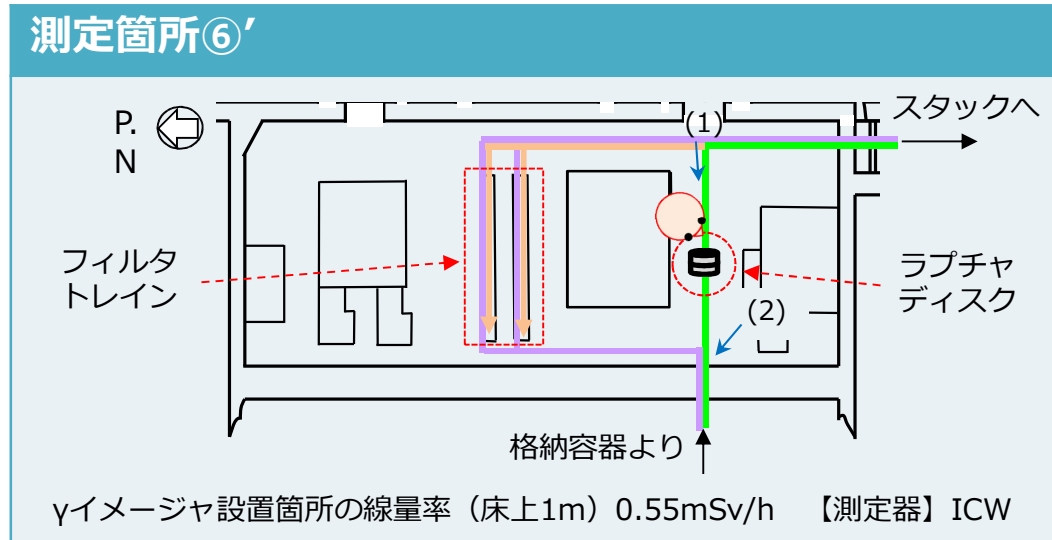 測定箇所⑥′
P.
N
(1)
スタックへ
フィルタ
トレイン
ラプチャ
ディスク
(2)
格納容器より
γイメージャ設置箇所の線量率（床上1m）0.55mSv/h　【測定器】ICW